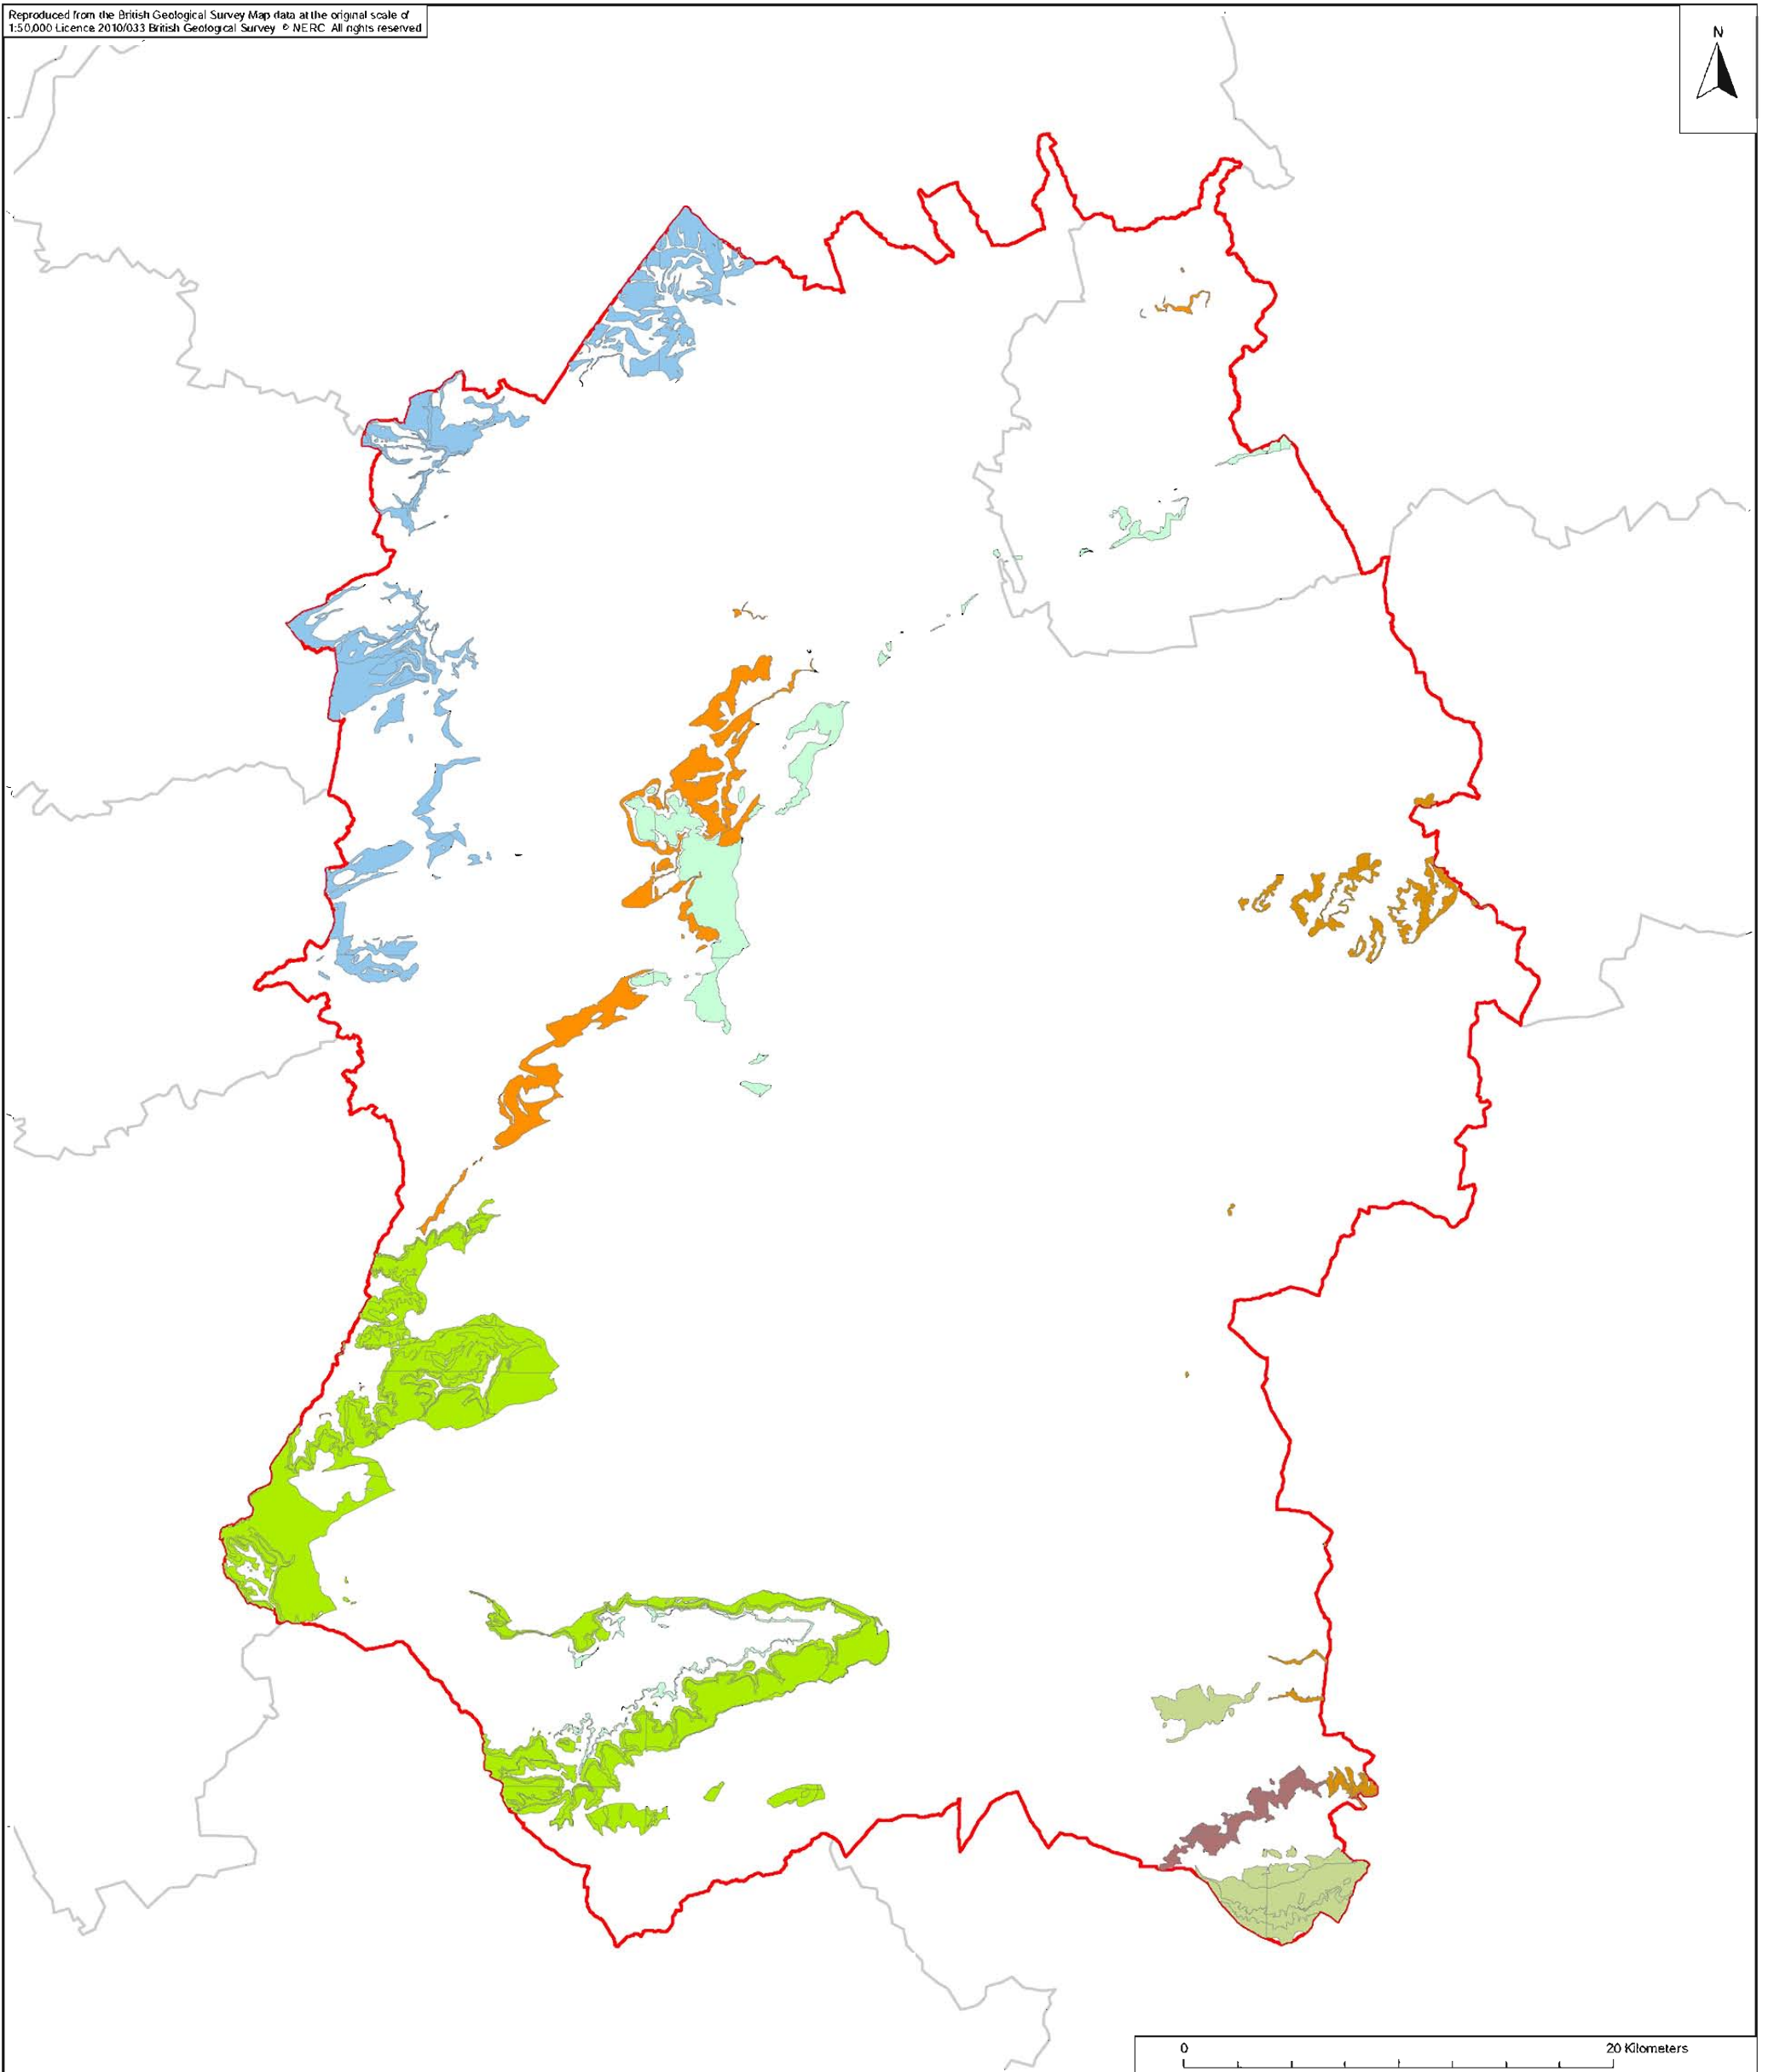 Reproduced from the British Geological Survey Map data at the original scale of
1:50,000 Licence 2010/033 British Geological Survey © NERC All rights reserved
N
0
20 Kilometers